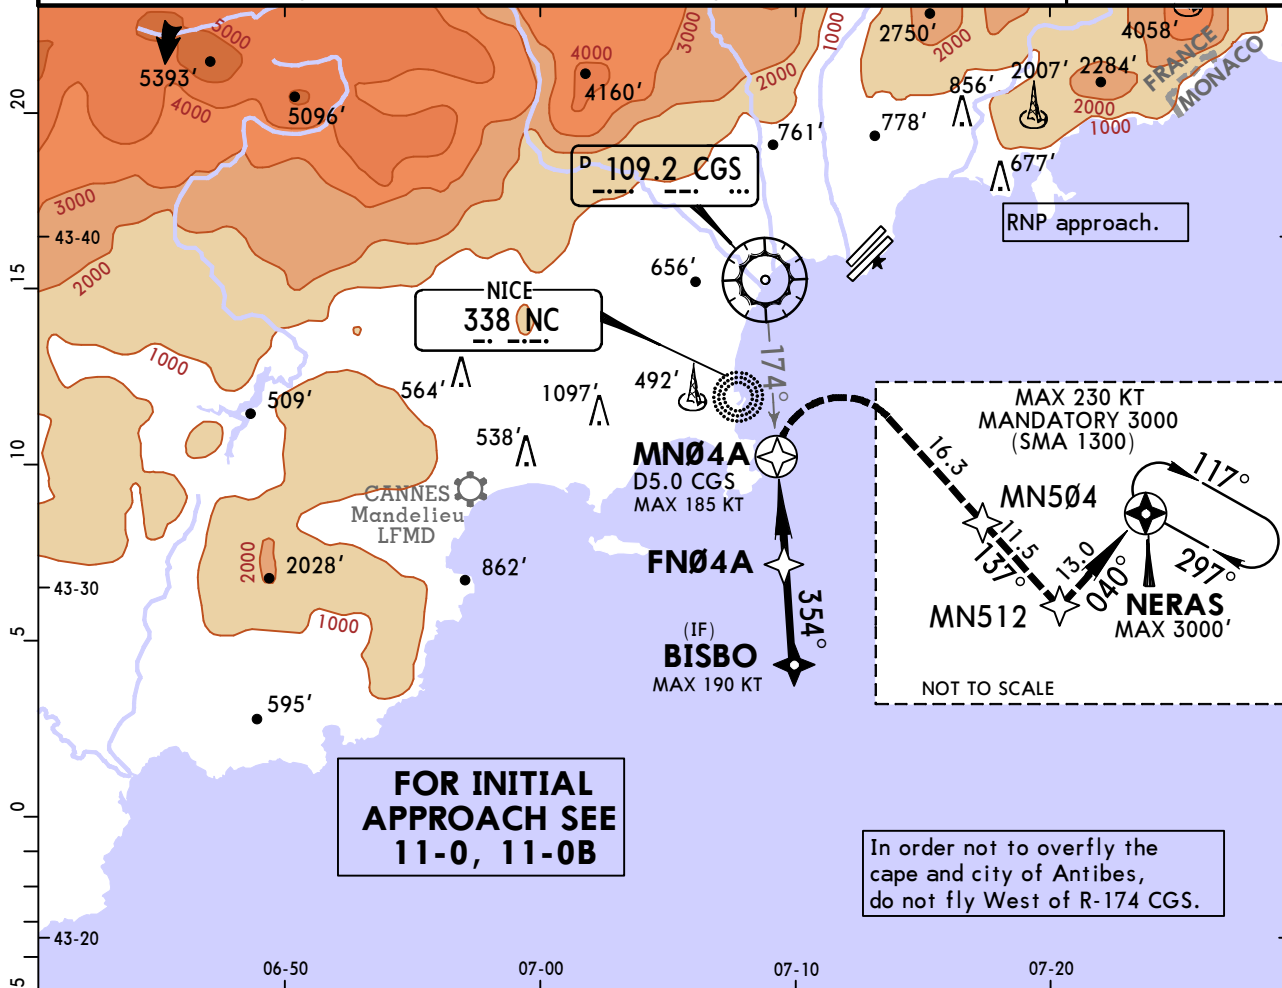 5000
5393'
4000
5096'
4000
4160'
3000
2000
1000
2750'
2000
4058'
FRANCE
MONACO
856'
2007'
2284'
2000
1000
761'
778'
677'
20
D 109.2 CGS
3000
43-40
2000
RNP approach.
15
656'
NICE
338 NC
1000
174°
564'
1097'
492'
509'
538'
10
MNØ4A
D5.0 CGS
MAX 185 KT
MAX 230 KT
MANDATORY 3000
(SMA 1300)
16.3
117°
MN5Ø4
CANNES
Mandelieu
LFMD
11.5
137°
13.0
040°
297°
NERAS
MAX 3000'
MN512
NOT TO SCALE
2000
2028'
862'
FNØ4A
354°
43-30
5
1000
(IF)
BISBO
MAX 190 KT
595'
FOR INITIAL
APPROACH SEE
11-0, 11-0B
0
In order not to overfly the
cape and city of Antibes,
do not fly West of R-174 CGS.
43-20
5
06-50
07-00
07-10
07-20